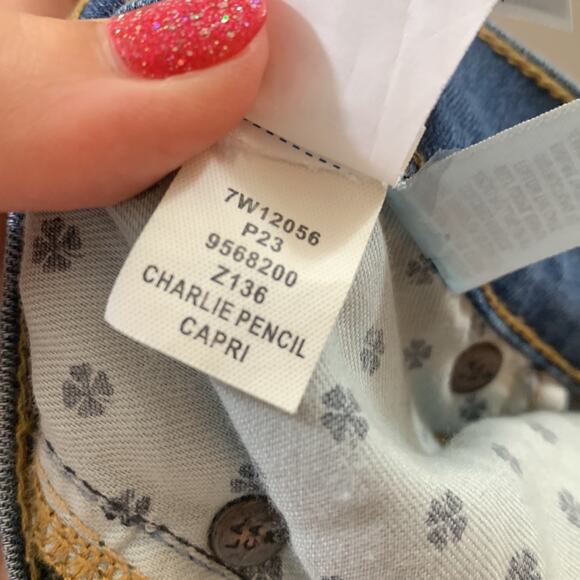 7W12056
P23
9568200
Z136
CHARLIE PENCIL
CAPRI